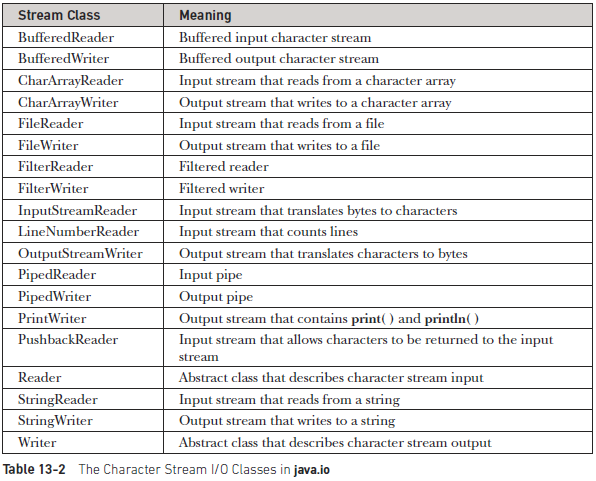 Stream Class Meaning
BufferedReader Buffered input character stream
BufferedWriter Buffered output character stream
CharArrayReader Input stream that reads from a character array
CharArrayWriter Output stream that writes to a character array
FileReader Input stream that reads from a file
FileWriter Output stream that writes to a file
FilterReader Filtered reader
FilterWriter Filtered writer
InputStreamReader Input stream that translates bytes to characters
LineNumberReader Input stream that counts lines
OutputStreamWriter Output stream that translates characters to bytes
PipedReader Input pipe
PipedWriter Output pipe
PrintWriter Output stream that contains print( ) and println( )
PushbackReader Input stream that allows characters to be returned to the input
stream
Reader Abstract class that describes character stream input
StringReader Input stream that reads from a string
StringWriter Output stream that writes to a string
Writer Abstract class that describes character stream output
Table 13-2 The Character Stream I/O Classes in java.io